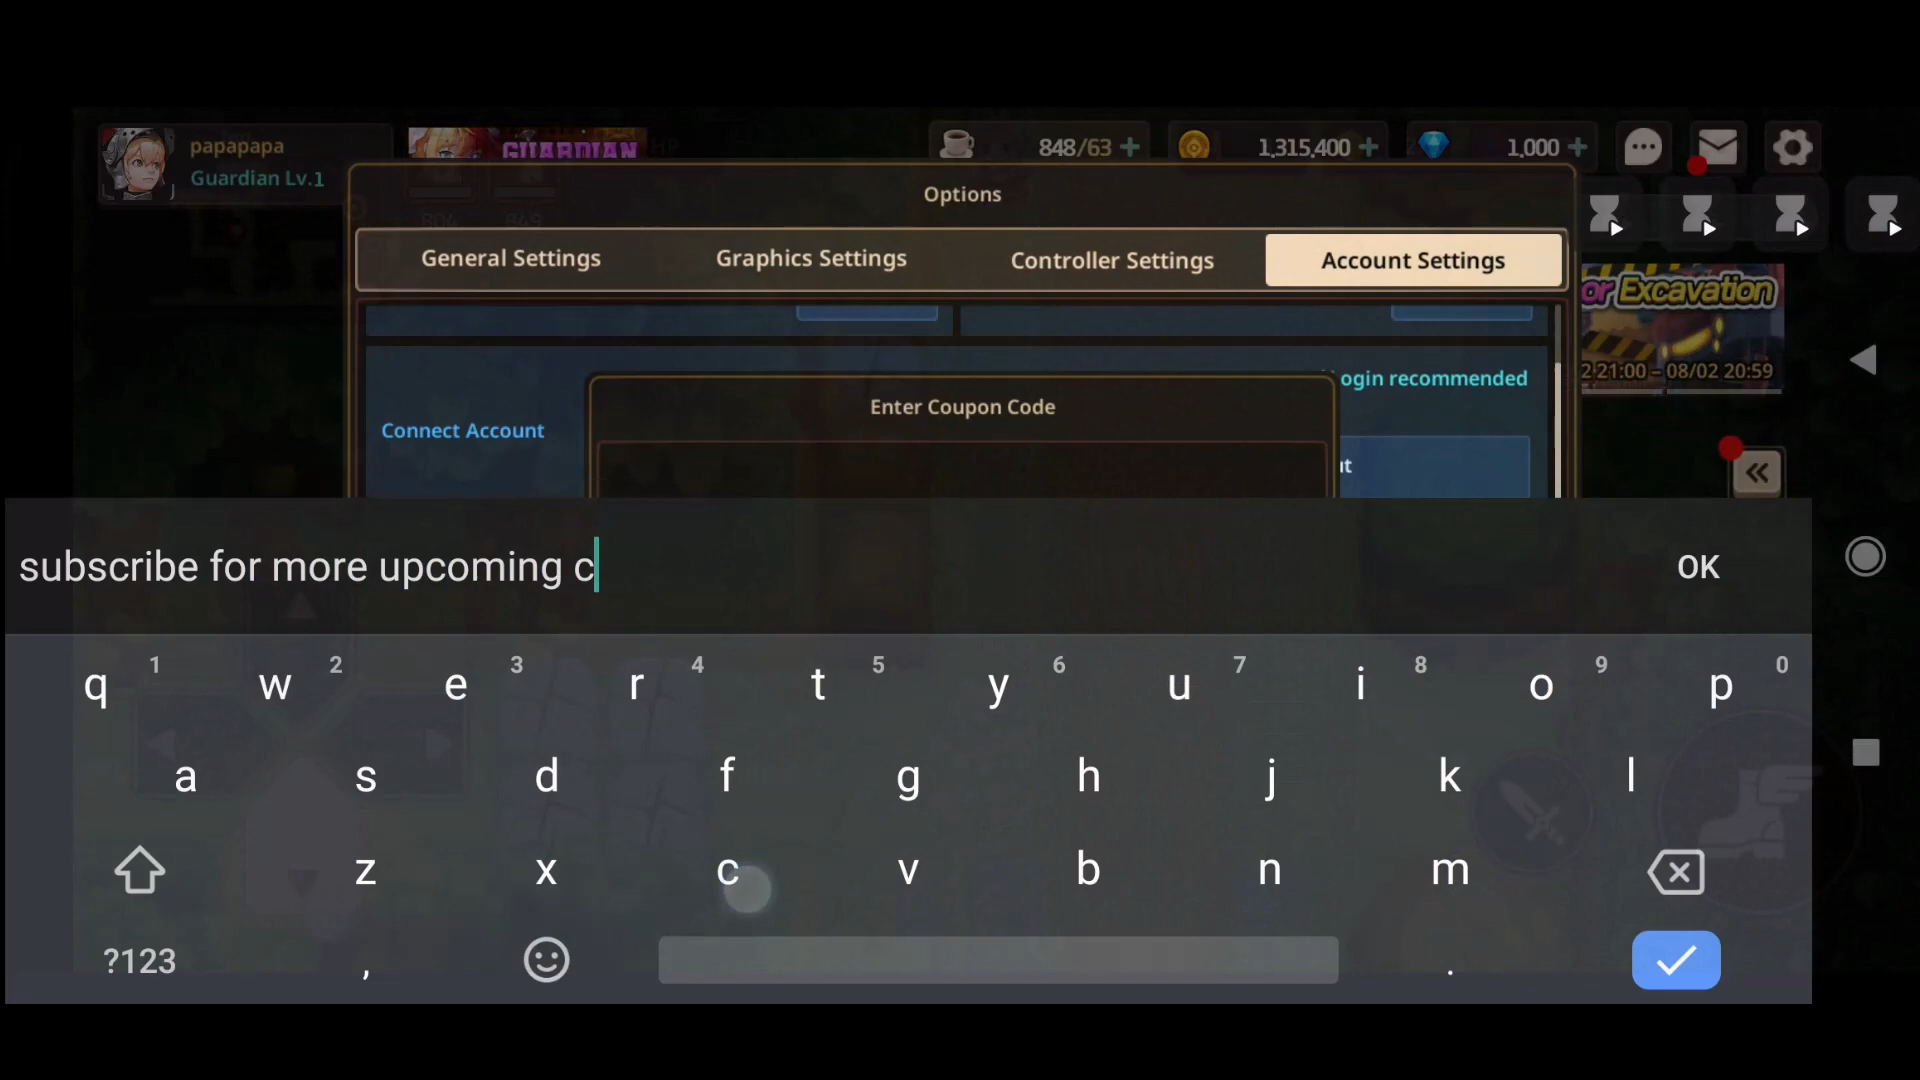 papapapa
Guardian Lv.1
GUARDIAN
HP
848/63
1,315,400
1,000
Options
General Settings
Graphics Settings
Controller Settings
Account Settings
or Excavation
2 21:00 – 08/02 20:59
ogin recommended
Enter Coupon Code
Connect Account
subscribe for more upcoming c
OK
q 1 w 2 e 3 r 4 t 5 y 6 u 7 i 8 o 9 p 0
a s d f g h j k l
z x c v b n m
?123 , .